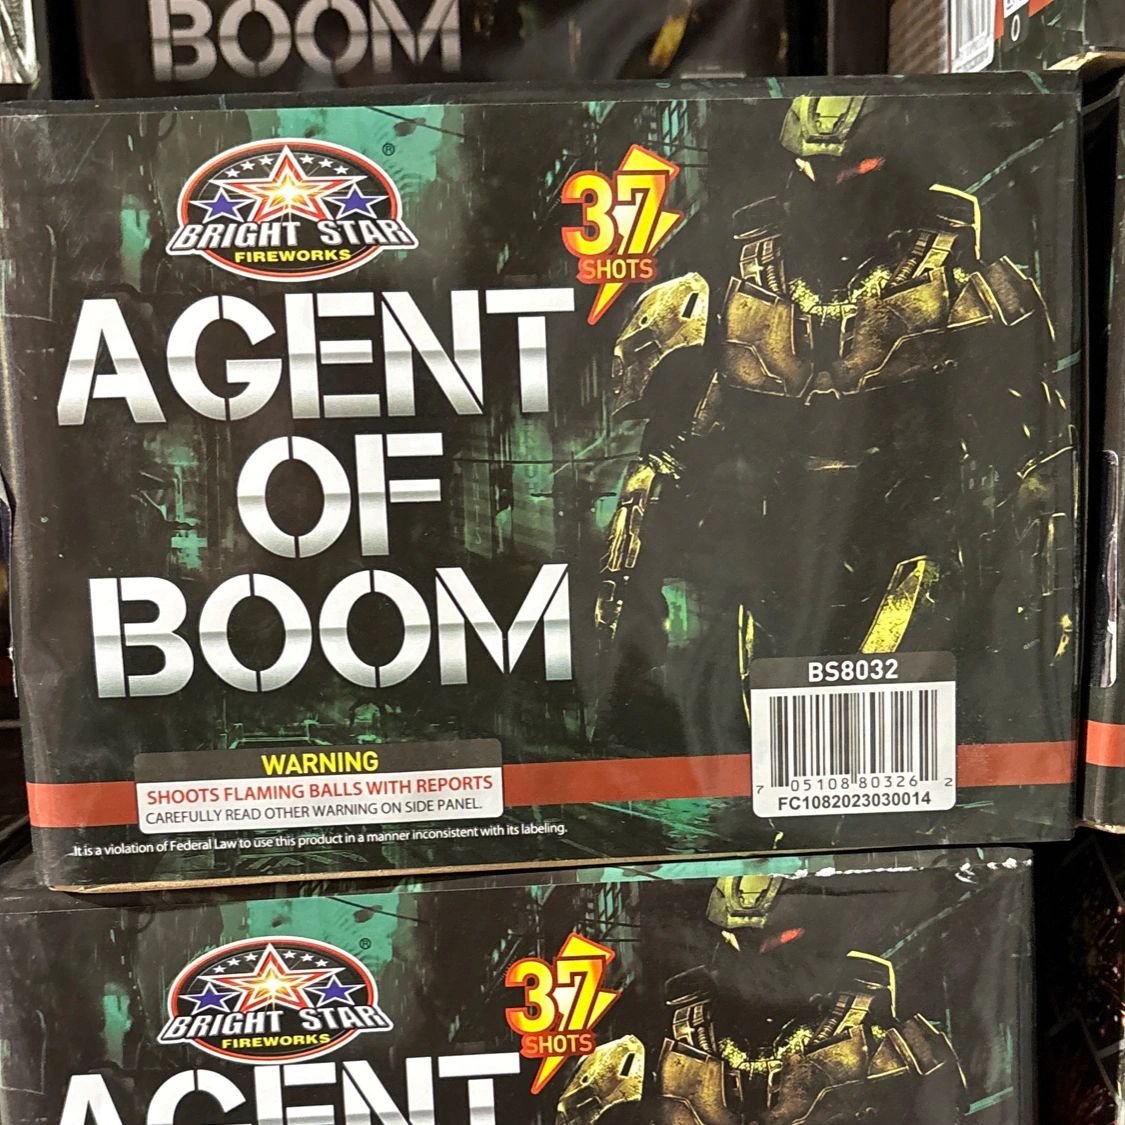 BOOM
BRIGHT STAR
®
FIREWORKS
37
SHOTS
AGENT
OF
BOOM
BS8032
7 05108 80326 2
FC1082023030014
WARNING
SHOOTS FLAMING BALLS WITH REPORTS
CAREFULLY READ OTHER WARNING ON SIDE PANEL.
It is a violation of Federal Law to use this product in a manner inconsistent with its labeling.
BRIGHT STAR
®
FIREWORKS
37
SHOTS
AGENT